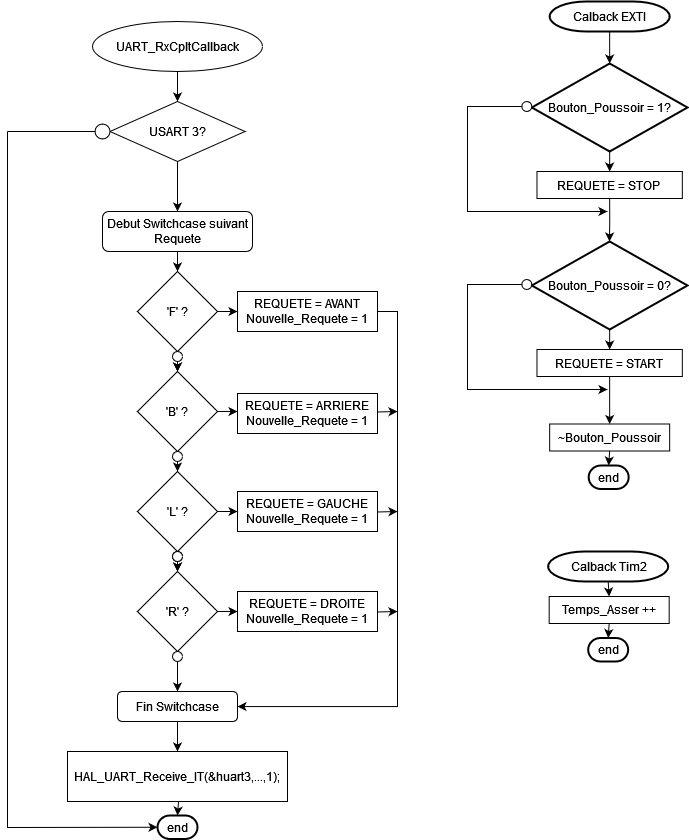 UART_RxCpltCallback
USART 3?
Debut Switchcase suivant
Requete
'F' ?
REQUETE = AVANT
Nouvelle_Requete = 1
'B' ?
REQUETE = ARRIERE
Nouvelle_Requete = 1
'L' ?
REQUETE = GAUCHE
Nouvelle_Requete = 1
'R' ?
REQUETE = DROITE
Nouvelle_Requete = 1
Fin Switchcase
HAL_UART_Receive_IT(&huart3,...,1);
end
Calback EXTI
Bouton_Poussoir = 1?
REQUETE = STOP
Bouton_Poussoir = 0?
REQUETE = START
~Bouton_Poussoir
end
Calback Tim2
Temps_Asser ++
end